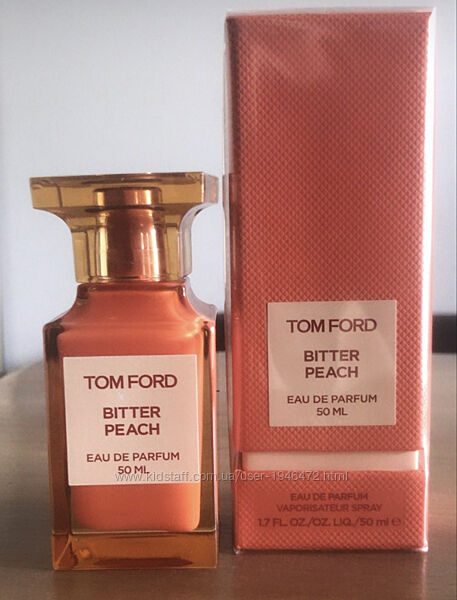 TOM FORD
BITTER
PEACH
EAU DE PARFUM
50 ML
TOM FORD
BITTER
PEACH
EAU DE PARFUM
50 ML
www.kidstaff.com.ua/user-1946472.html
EAU DE PARFUM
VAPORISATEUR SPRAY
1.7 FL. OZ./OZ. LIQ./50 ml ℮